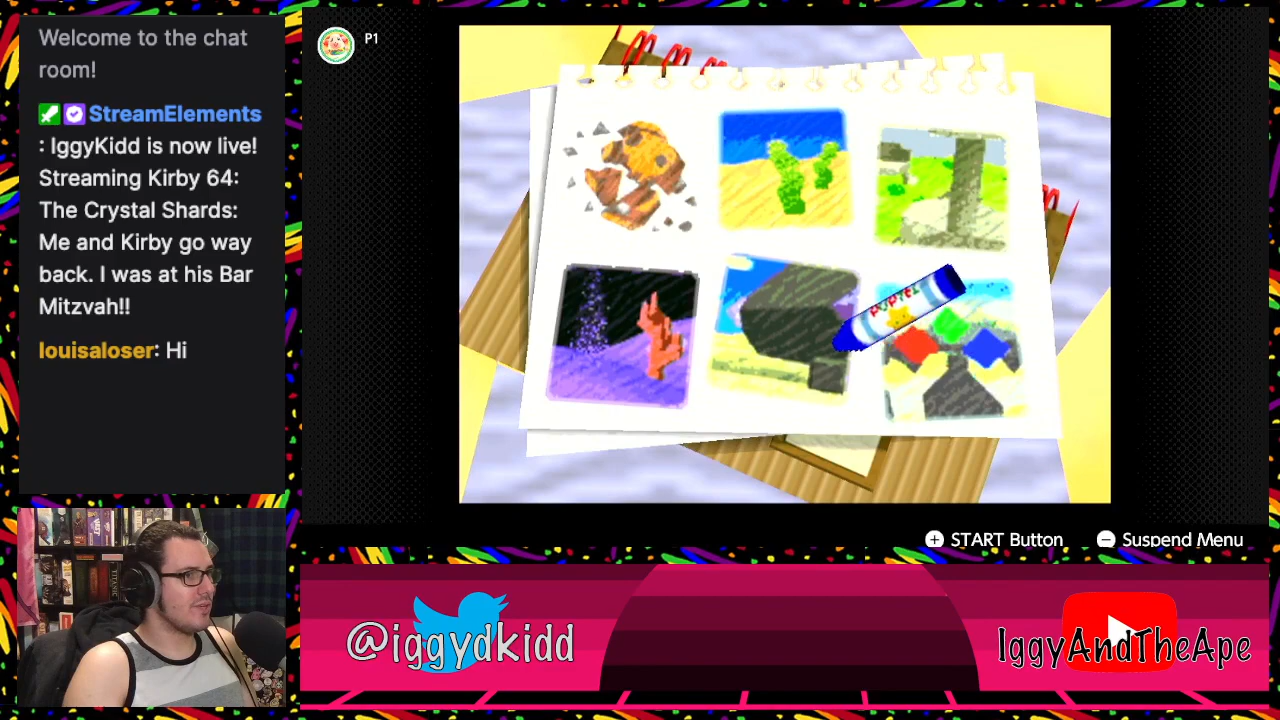 Welcome to the chat
room!
StreamElements
: IggyKidd is now live!
Streaming Kirby 64:
The Crystal Shards:
Me and Kirby go way
back. I was at his Bar
Mitzvah!!
louisaloser: Hi
P1
START Button
Suspend Menu
@iggydkidd
IggyAndTheApe
TITANIC